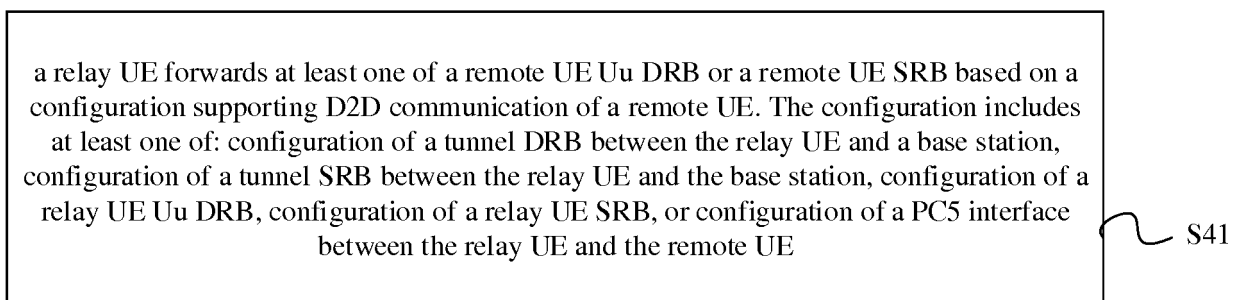 a relay UE forwards at least one of a remote UE Uu DRB or a remote UE SRB based on a
configuration supporting D2D communication of a remote UE. The configuration includes
at least one of: configuration of a tunnel DRB between the relay UE and a base station,
configuration of a tunnel SRB between the relay UE and the base station, configuration of a
relay UE Uu DRB, configuration of a relay UE SRB, or configuration of a PC5 interface
between the relay UE and the remote UE
S41